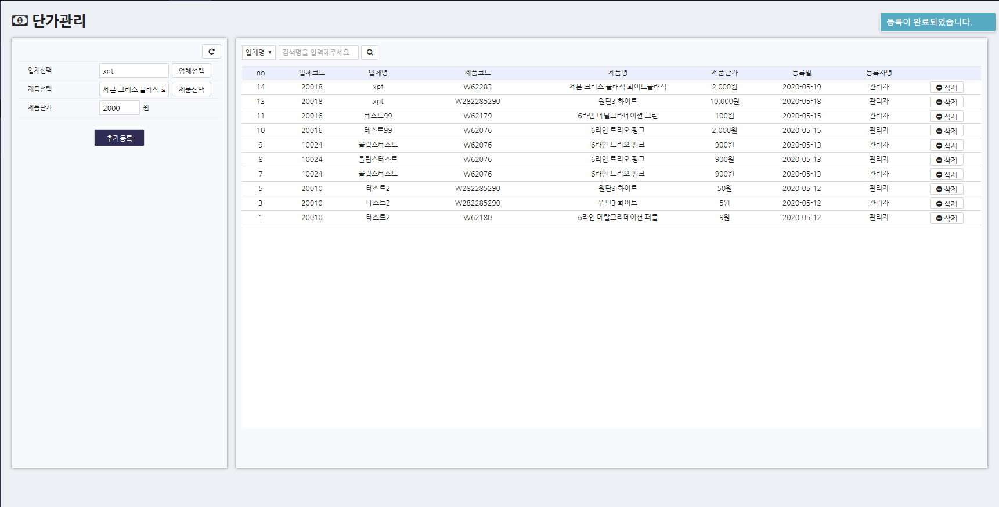 단가관리
등록이 완료되었습니다.
업체선택 xpt 업체선택
제품선택 세븐 크리스 클래식 화 제품선택
제품단가 2000 원
추가등록
업체명 ▼ 검색명을 입력해주세요.
no 업체코드 업체명 제품코드 제품명 제품단가 등록일 등록자명
14 20018 xpt W62283 세븐 크리스 클래식 화이트클래식 2,000원 2020-05-19 관리자 삭제
13 20018 xpt W282285290 원단3 화이트 10,000원 2020-05-18 관리자 삭제
11 20016 테스트99 W62179 6라인 메탈그라데이션 그린 100원 2020-05-15 관리자 삭제
10 20016 테스트99 W62076 6라인 트리오 핑크 2,000원 2020-05-15 관리자 삭제
9 10024 올립스테스트 W62076 6라인 트리오 핑크 900원 2020-05-13 관리자 삭제
8 10024 올립스테스트 W62076 6라인 트리오 핑크 900원 2020-05-13 관리자 삭제
7 10024 올립스테스트 W62076 6라인 트리오 핑크 900원 2020-05-13 관리자 삭제
5 20010 테스트2 W282285290 원단3 화이트 50원 2020-05-12 관리자 삭제
3 20010 테스트2 W282285290 원단3 화이트 5원 2020-05-12 관리자 삭제
1 20010 테스트2 W62180 6라인 메탈그라데이션 퍼플 9원 2020-05-12 관리자 삭제